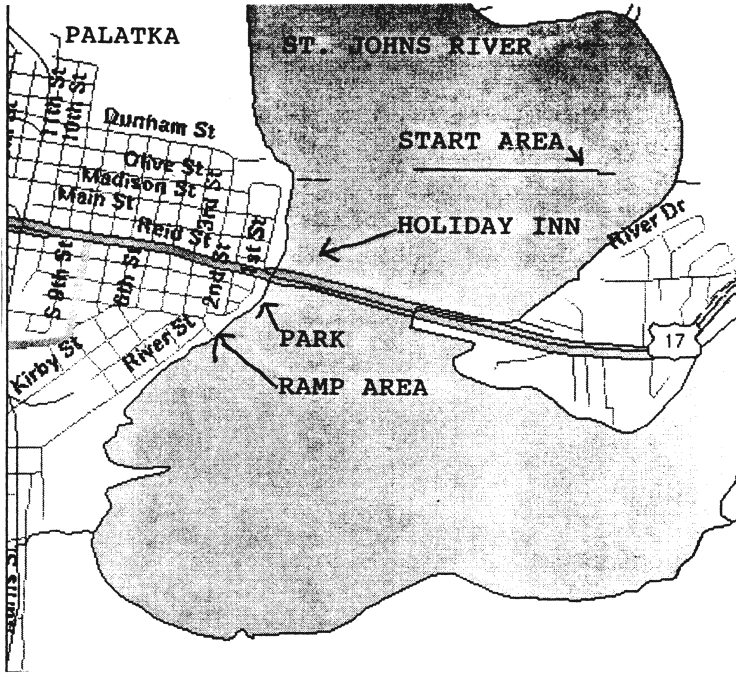 PALATKA
ST. JOHNS RIVER
11th St
10th St
Dunham St
START AREA
Olive St
Madison St
Main St
3rd St
Reid St
1st St
HOLIDAY INN
River Dr
S 9th St
6th St
2nd St
17
PARK
River St
Kirby St
RAMP AREA